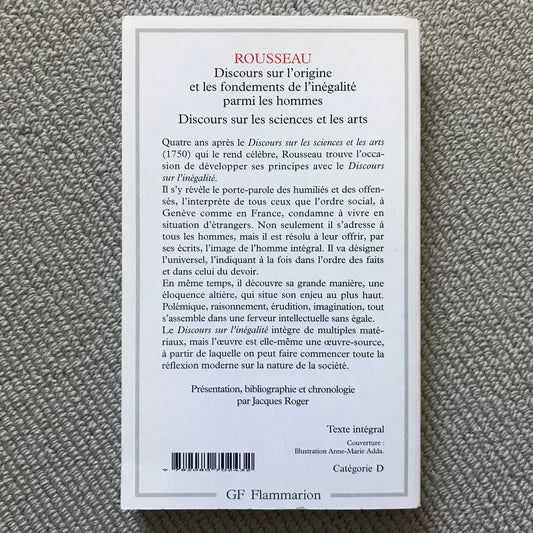 ROUSSEAU
Discours sur l'origine
et les fondements de l'inégalité
parmi les hommes
Discours sur les sciences et les arts
Quatre ans après le Discours sur les sciences et les arts
(1750) qui le rend célèbre, Rousseau trouve l'occa-
sion de développer ses principes avec le Discours
sur l'inégalité.
Il s'y révèle le porte-parole des humiliés et des offen-
sés, l'interprète de tous ceux que l'ordre social, à
Genève comme en France, condamne à vivre en
situation d'étrangers. Non seulement il s'adresse à
tous les hommes, mais il est résolu à leur offrir, par
ses écrits, l'image de l'homme intégral. Il va désigner
l'universel, l'indiquant à la fois dans l'ordre des faits
et dans celui du devoir.
En même temps, il découvre sa grande manière, une
éloquence altière, qui situe son enjeu au plus haut.
Polémique, raisonnement, érudition, imagination, tout
s'assemble dans une ferveur intellectuelle sans égale.
Le Discours sur l'inégalité intègre de multiples maté-
riaux, mais l'œuvre est elle-même une œuvre-source,
à partir de laquelle on peut faire commencer toute la
réflexion moderne sur la nature de la société.
Présentation, bibliographie et chronologie
par Jacques Roger
Texte intégral
Couverture :
Illustration Anne-Marie Adda.
Catégorie D
GF Flammarion